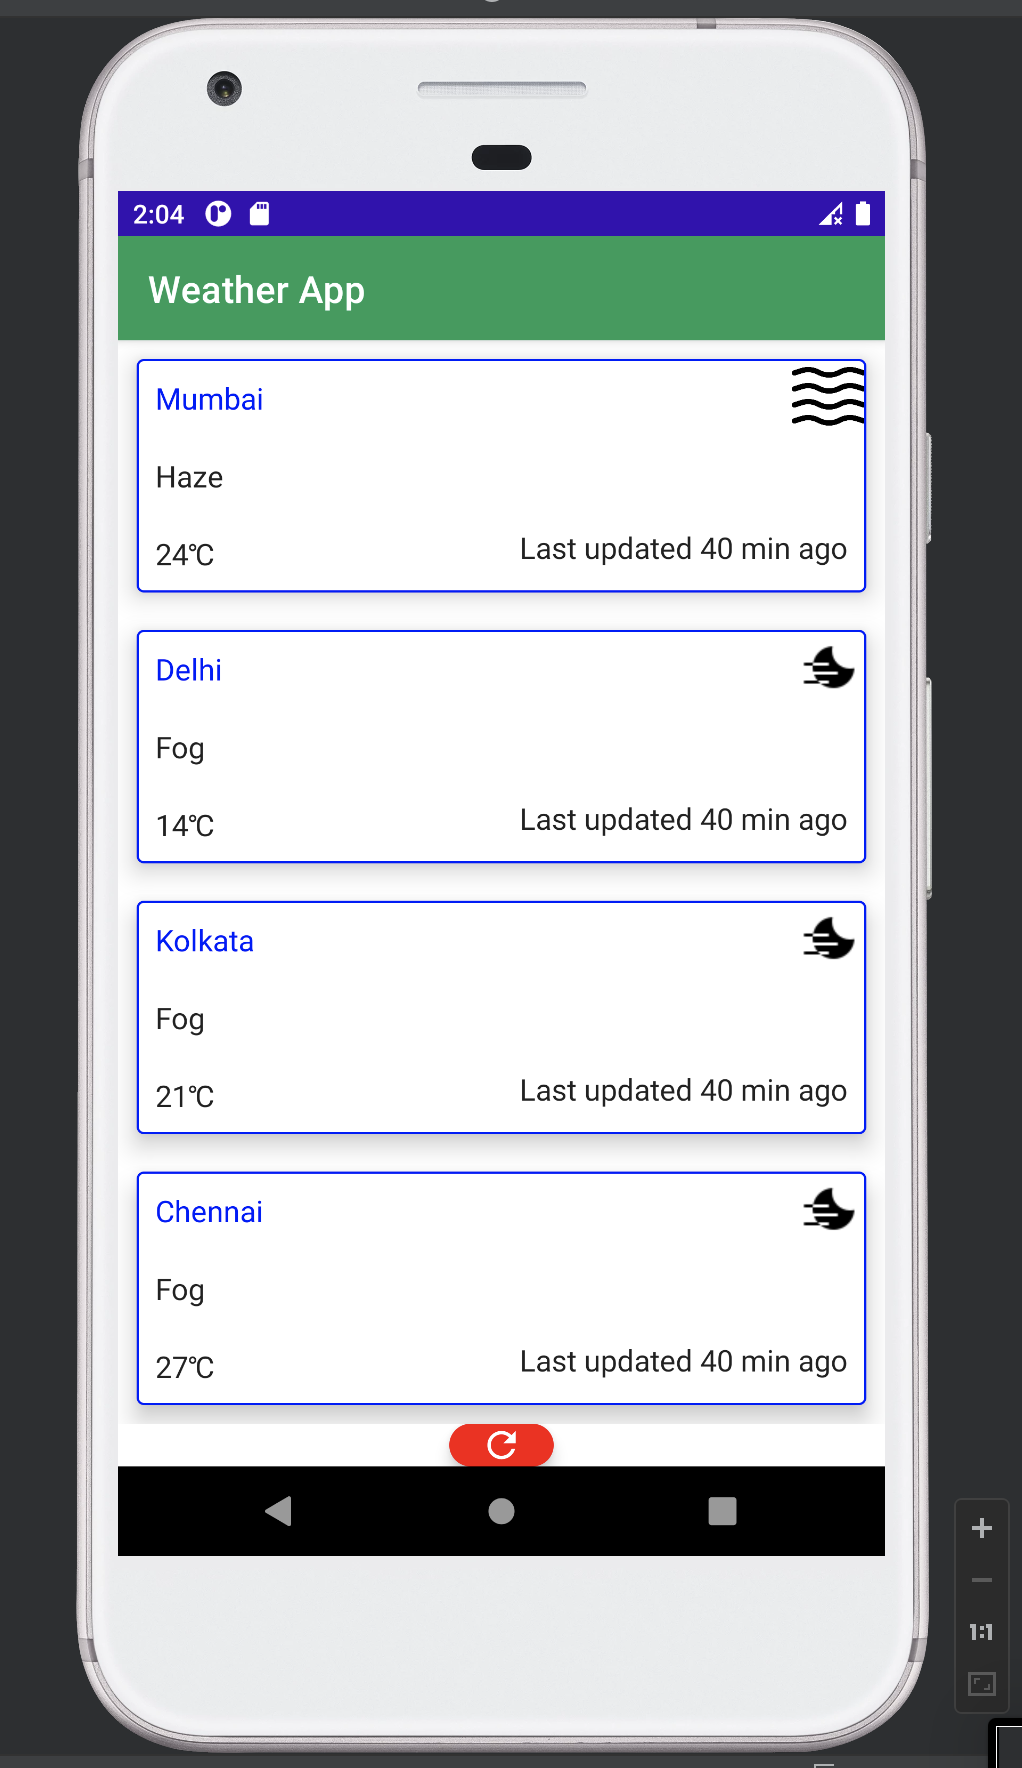 2:04
Weather App
Mumbai
Haze
24°C
Last updated 40 min ago
Delhi
Fog
14°C
Last updated 40 min ago
Kolkata
Fog
21°C
Last updated 40 min ago
Chennai
Fog
27°C
Last updated 40 min ago
1:1